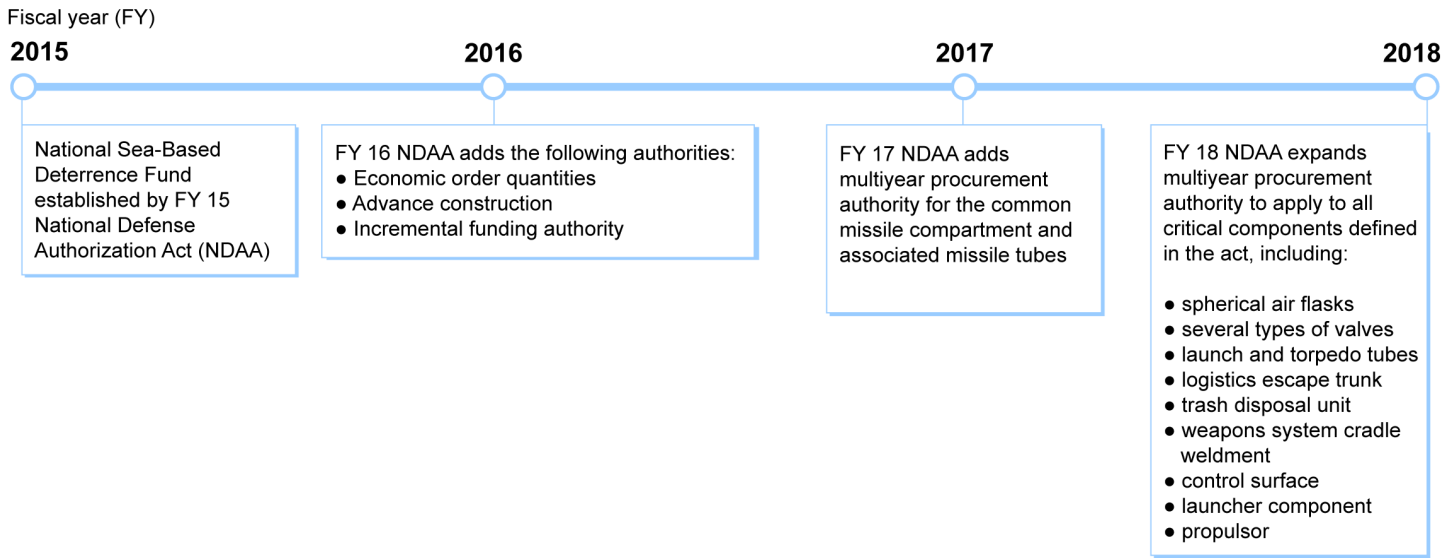 Fiscal year (FY)
2015
2016
2017
2018
National Sea-Based
Deterrence Fund
established by FY 15
National Defense
Authorization Act (NDAA)
FY 16 NDAA adds the following authorities:
● Economic order quantities
● Advance construction
● Incremental funding authority
FY 17 NDAA adds
multiyear procurement
authority for the common
missile compartment and
associated missile tubes
FY 18 NDAA expands
multiyear procurement
authority to apply to all
critical components defined
in the act, including:
● spherical air flasks
● several types of valves
● launch and torpedo tubes
● logistics escape trunk
● trash disposal unit
● weapons system cradle
weldment
● control surface
● launcher component
● propulsor